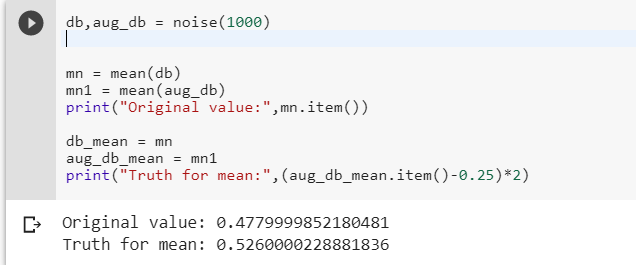 db,aug_db = noise(1000)
mn = mean(db)
mn1 = mean(aug_db)
print("Original value:",mn.item())
db_mean = mn
aug_db_mean = mn1
print("Truth for mean:",(aug_db_mean.item()-0.25)*2)
Original value: 0.4779999852180481
Truth for mean: 0.5260000228881836